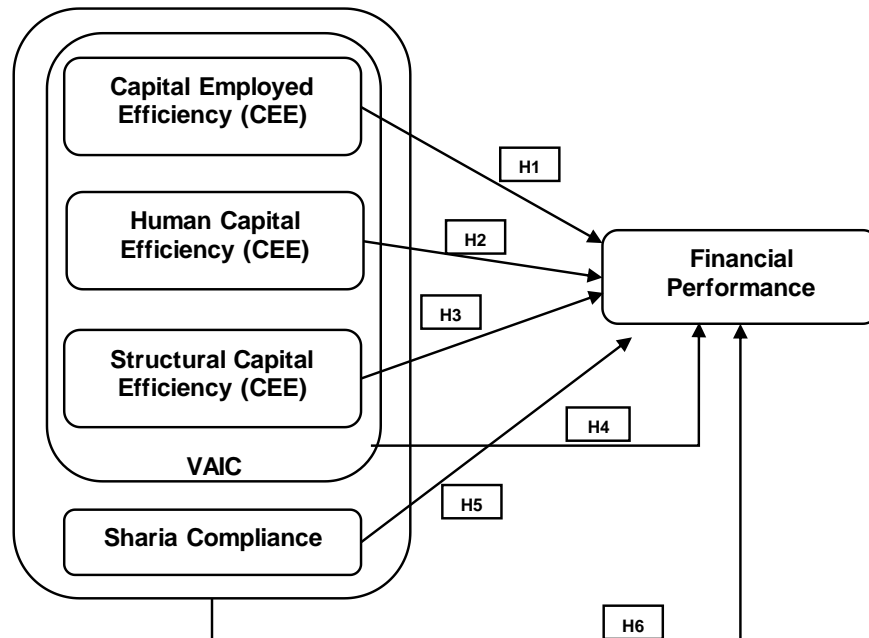 Capital Employed
Efficiency (CEE)
H1
Human Capital
Efficiency (CEE)
H2
Financial
Performance
H3
Structural Capital
Efficiency (CEE)
H4
VAIC
H5
Sharia Compliance
H6